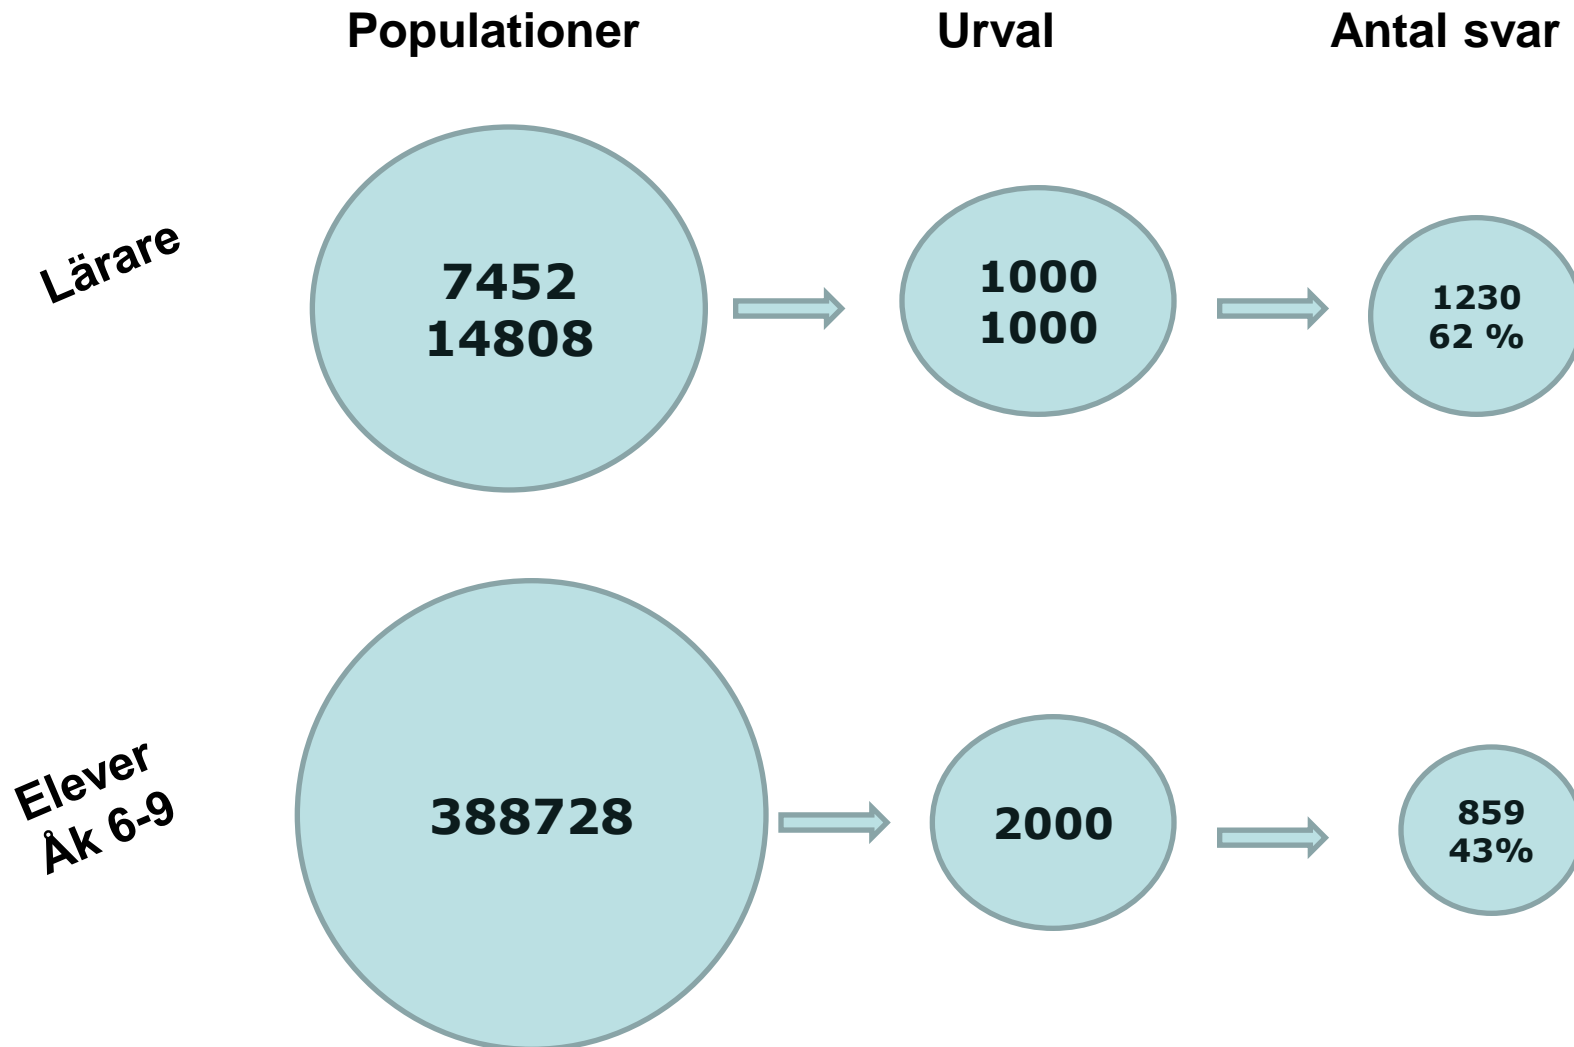 Populationer
Urval
Antal svar
Lärare
7452
14808
1000
1000
1230
62 %
Elever
Åk 6-9
388728
2000
859
43%